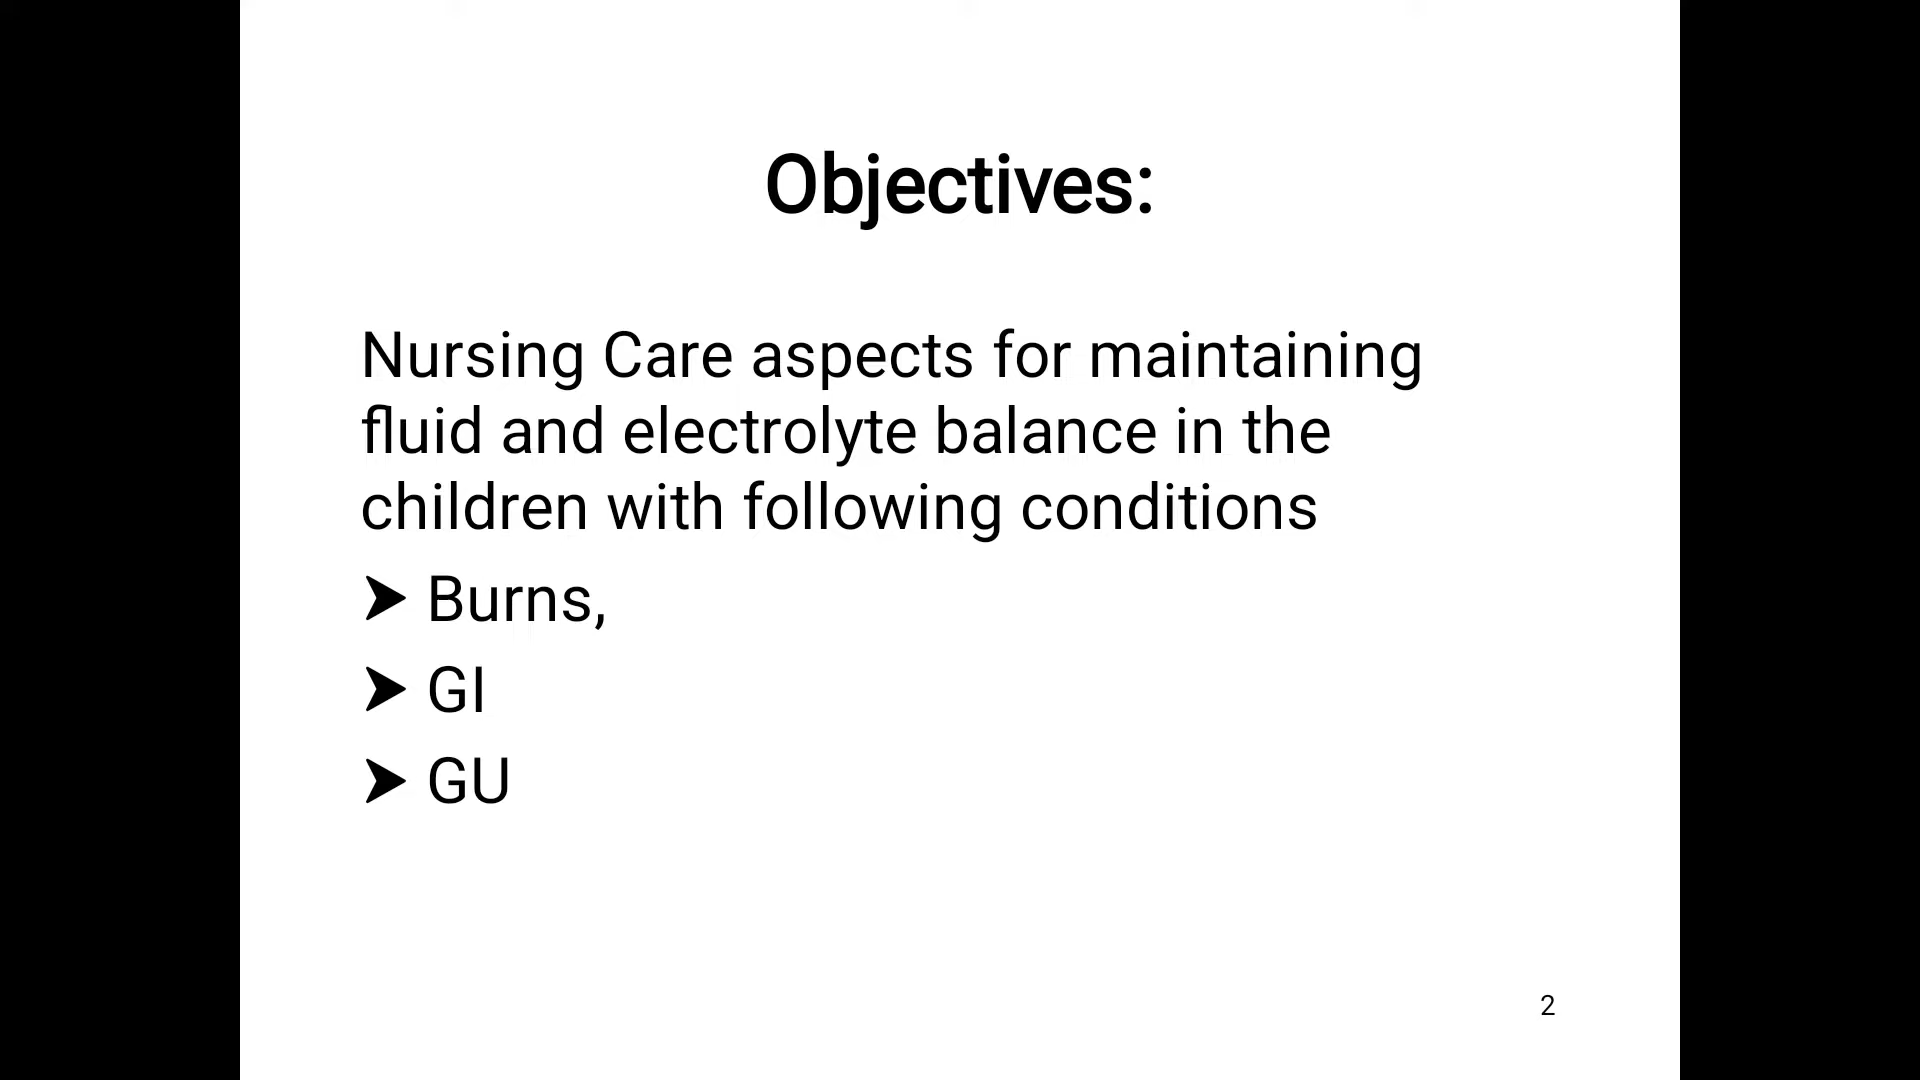 Objectives:
Nursing Care aspects for maintaining
fluid and electrolyte balance in the
children with following conditions
➤ Burns,
➤ GI
➤ GU
2